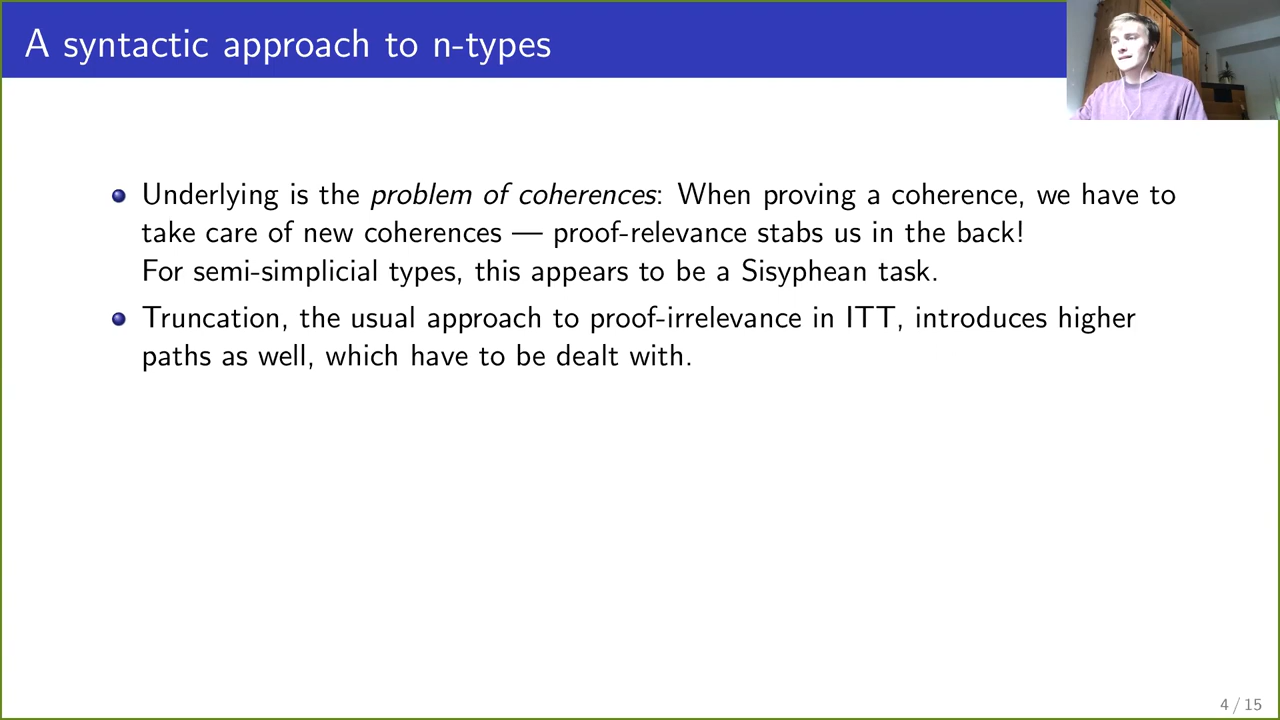 A syntactic approach to n-types
Underlying is the problem of coherences: When proving a coherence, we have to
take care of new coherences — proof-relevance stabs us in the back!
For semi-simplicial types, this appears to be a Sisyphean task.
Truncation, the usual approach to proof-irrelevance in ITT, introduces higher
paths as well, which have to be dealt with.
4 / 15